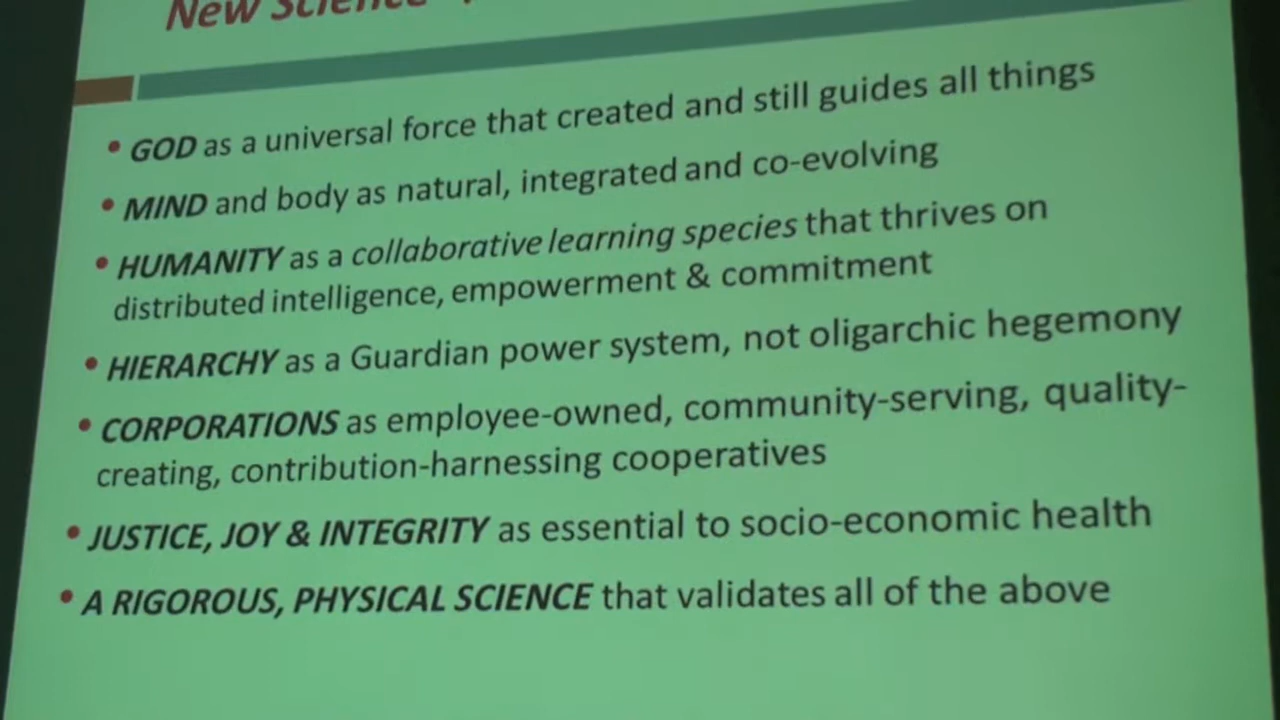 New Science
• GOD as a universal force that created and still guides all things
• MIND and body as natural, integrated and co-evolving
• HUMANITY as a collaborative learning species that thrives on
distributed intelligence, empowerment & commitment
• HIERARCHY as a Guardian power system, not oligarchic hegemony
• CORPORATIONS as employee-owned, community-serving, quality-
creating, contribution-harnessing cooperatives
• JUSTICE, JOY & INTEGRITY as essential to socio-economic health
• A RIGOROUS, PHYSICAL SCIENCE that validates all of the above